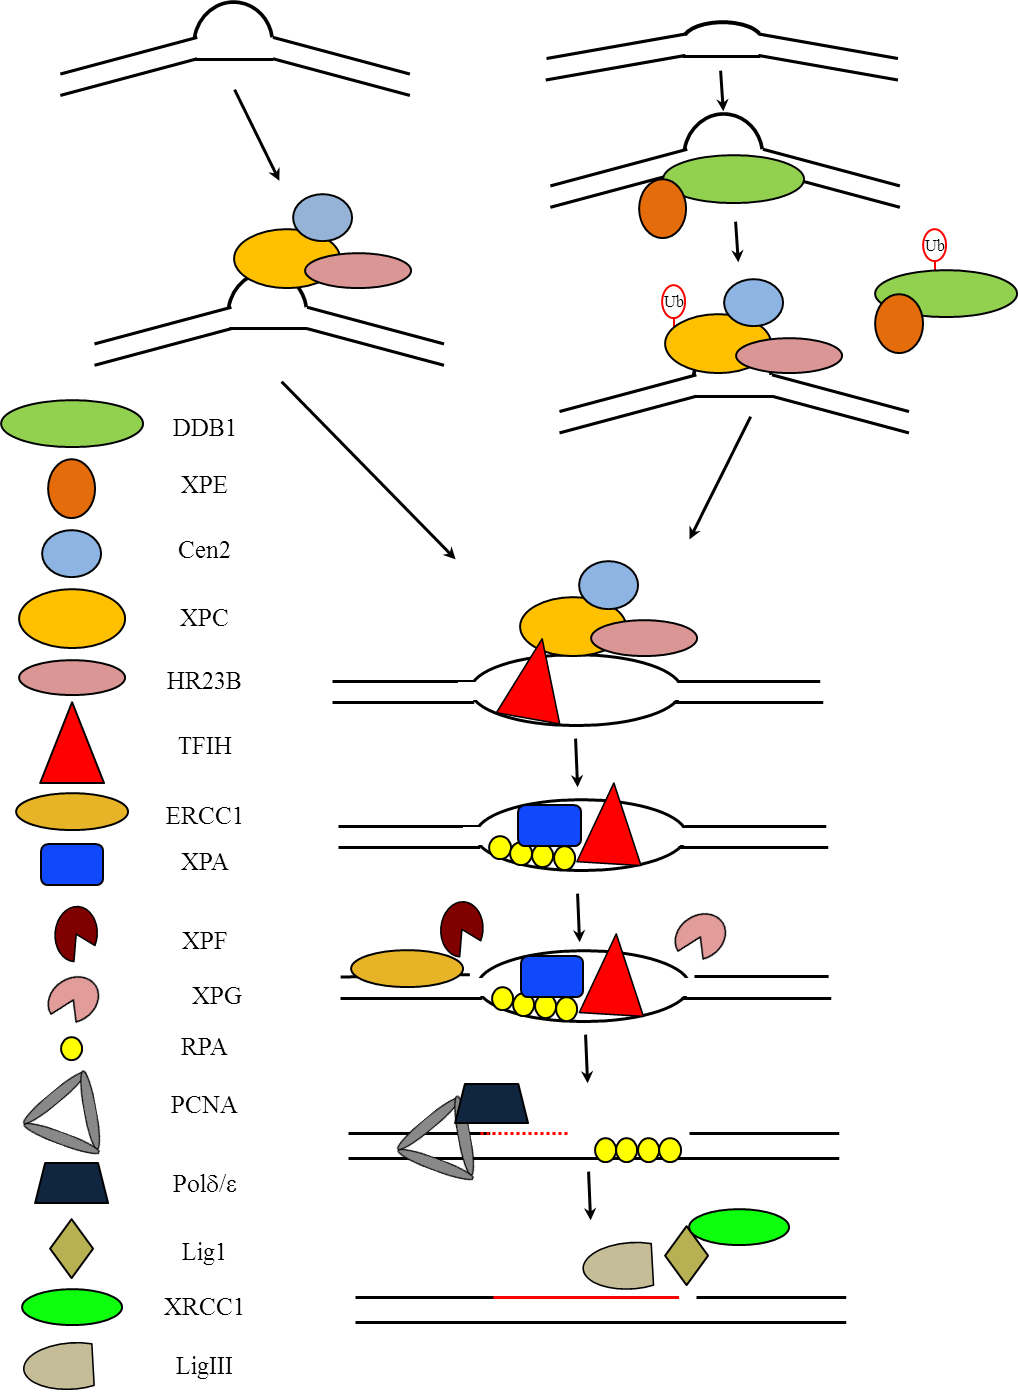 Ub
Ub
DDB1
XPE
Cen2
XPC
HR23B
TFIH
ERCC1
XPA
XPF
XPG
RPA
PCNA
Polδ/ε
Lig1
XRCC1
LigIII